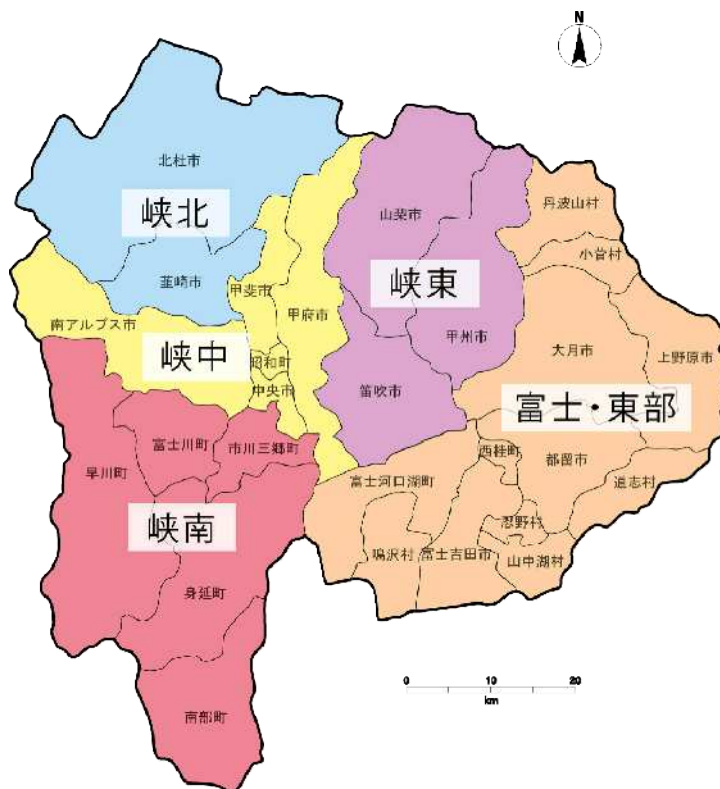 N
北杜市
峡北
韮崎市
丹波山村
小菅村
山梨市
峡東
甲州市
笛吹市
甲斐市
甲府市
南アルプス市
峡中
昭和町
中央市
大月市
上野原市
富士・東部
西桂町
都留市
富士河口湖町
道志村
忍野村
鳴沢村
富士吉田市
山中湖村
富士川町
市川三郷町
早川町
峡南
身延町
南部町
0 10 20
km